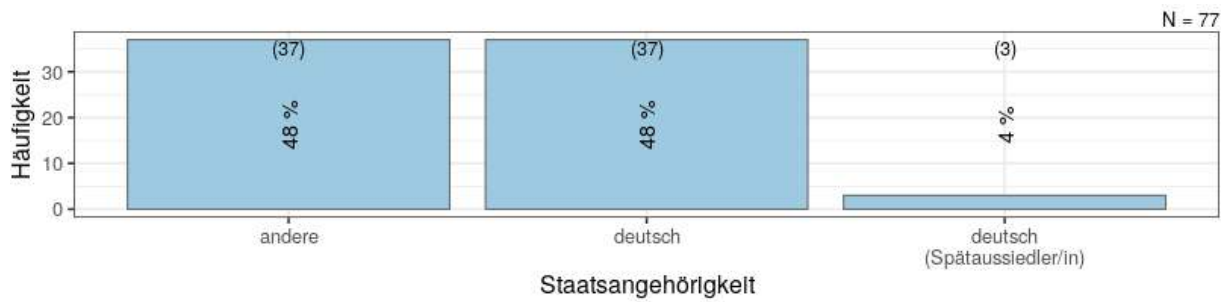 N = 77
(37)
(37)
(3)
48 %
48 %
4 %
Häufigkeit
30
20
10
0
andere
deutsch
deutsch
(Spätaussiedler/in)
Staatsangehörigkeit